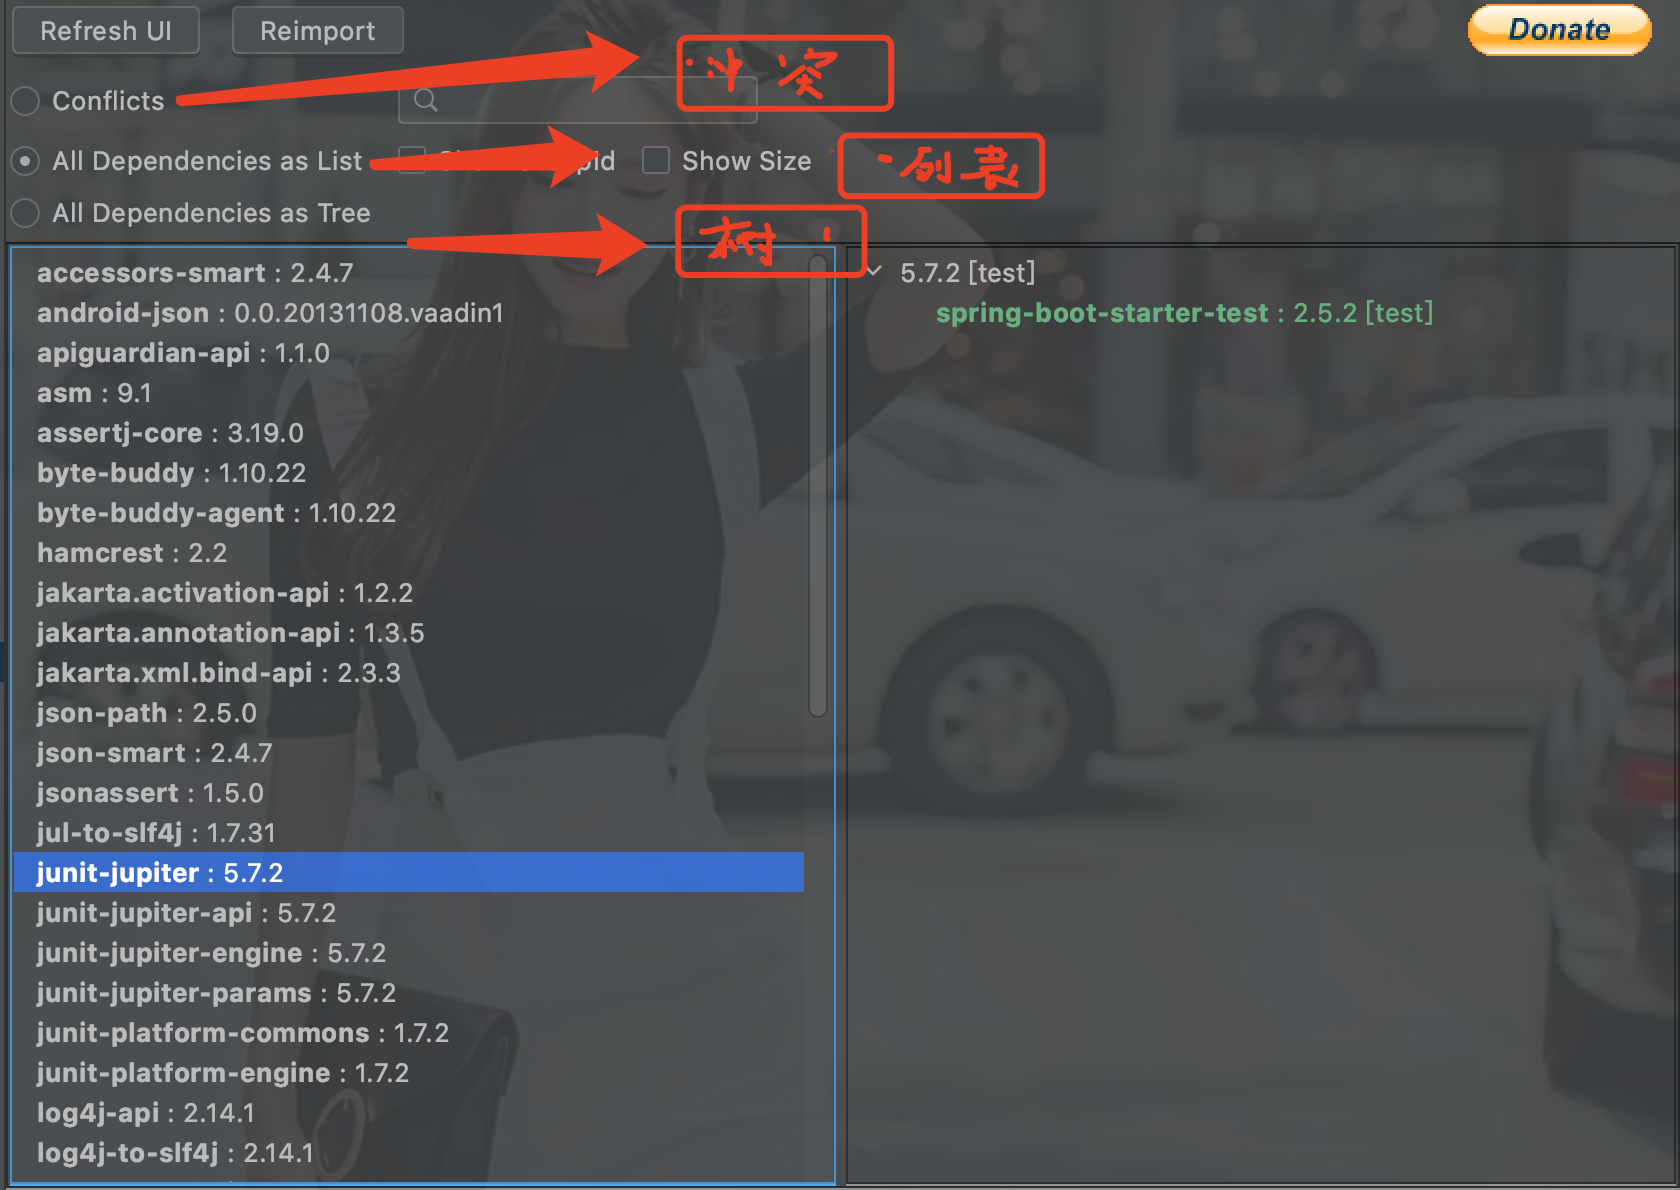 Refresh UI Reimport Donate
Conflicts 冲突
All Dependencies as List Show Size 列表
All Dependencies as Tree 树
accessors-smart : 2.4.7
android-json : 0.0.20131108.vaadin1
apiguardian-api : 1.1.0
asm : 9.1
assertj-core : 3.19.0
byte-buddy : 1.10.22
byte-buddy-agent : 1.10.22
hamcrest : 2.2
jakarta.activation-api : 1.2.2
jakarta.annotation-api : 1.3.5
jakarta.xml.bind-api : 2.3.3
json-path : 2.5.0
json-smart : 2.4.7
jsonassert : 1.5.0
jul-to-slf4j : 1.7.31
junit-jupiter : 5.7.2
junit-jupiter-api : 5.7.2
junit-jupiter-engine : 5.7.2
junit-jupiter-params : 5.7.2
junit-platform-commons : 1.7.2
junit-platform-engine : 1.7.2
log4j-api : 2.14.1
log4j-to-slf4j : 2.14.1
5.7.2 [test]
spring-boot-starter-test : 2.5.2 [test]